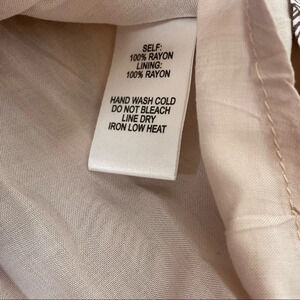 SELF:
100% RAYON
LINING:
100% RAYON
HAND WASH COLD
DO NOT BLEACH
LINE DRY
IRON LOW HEAT